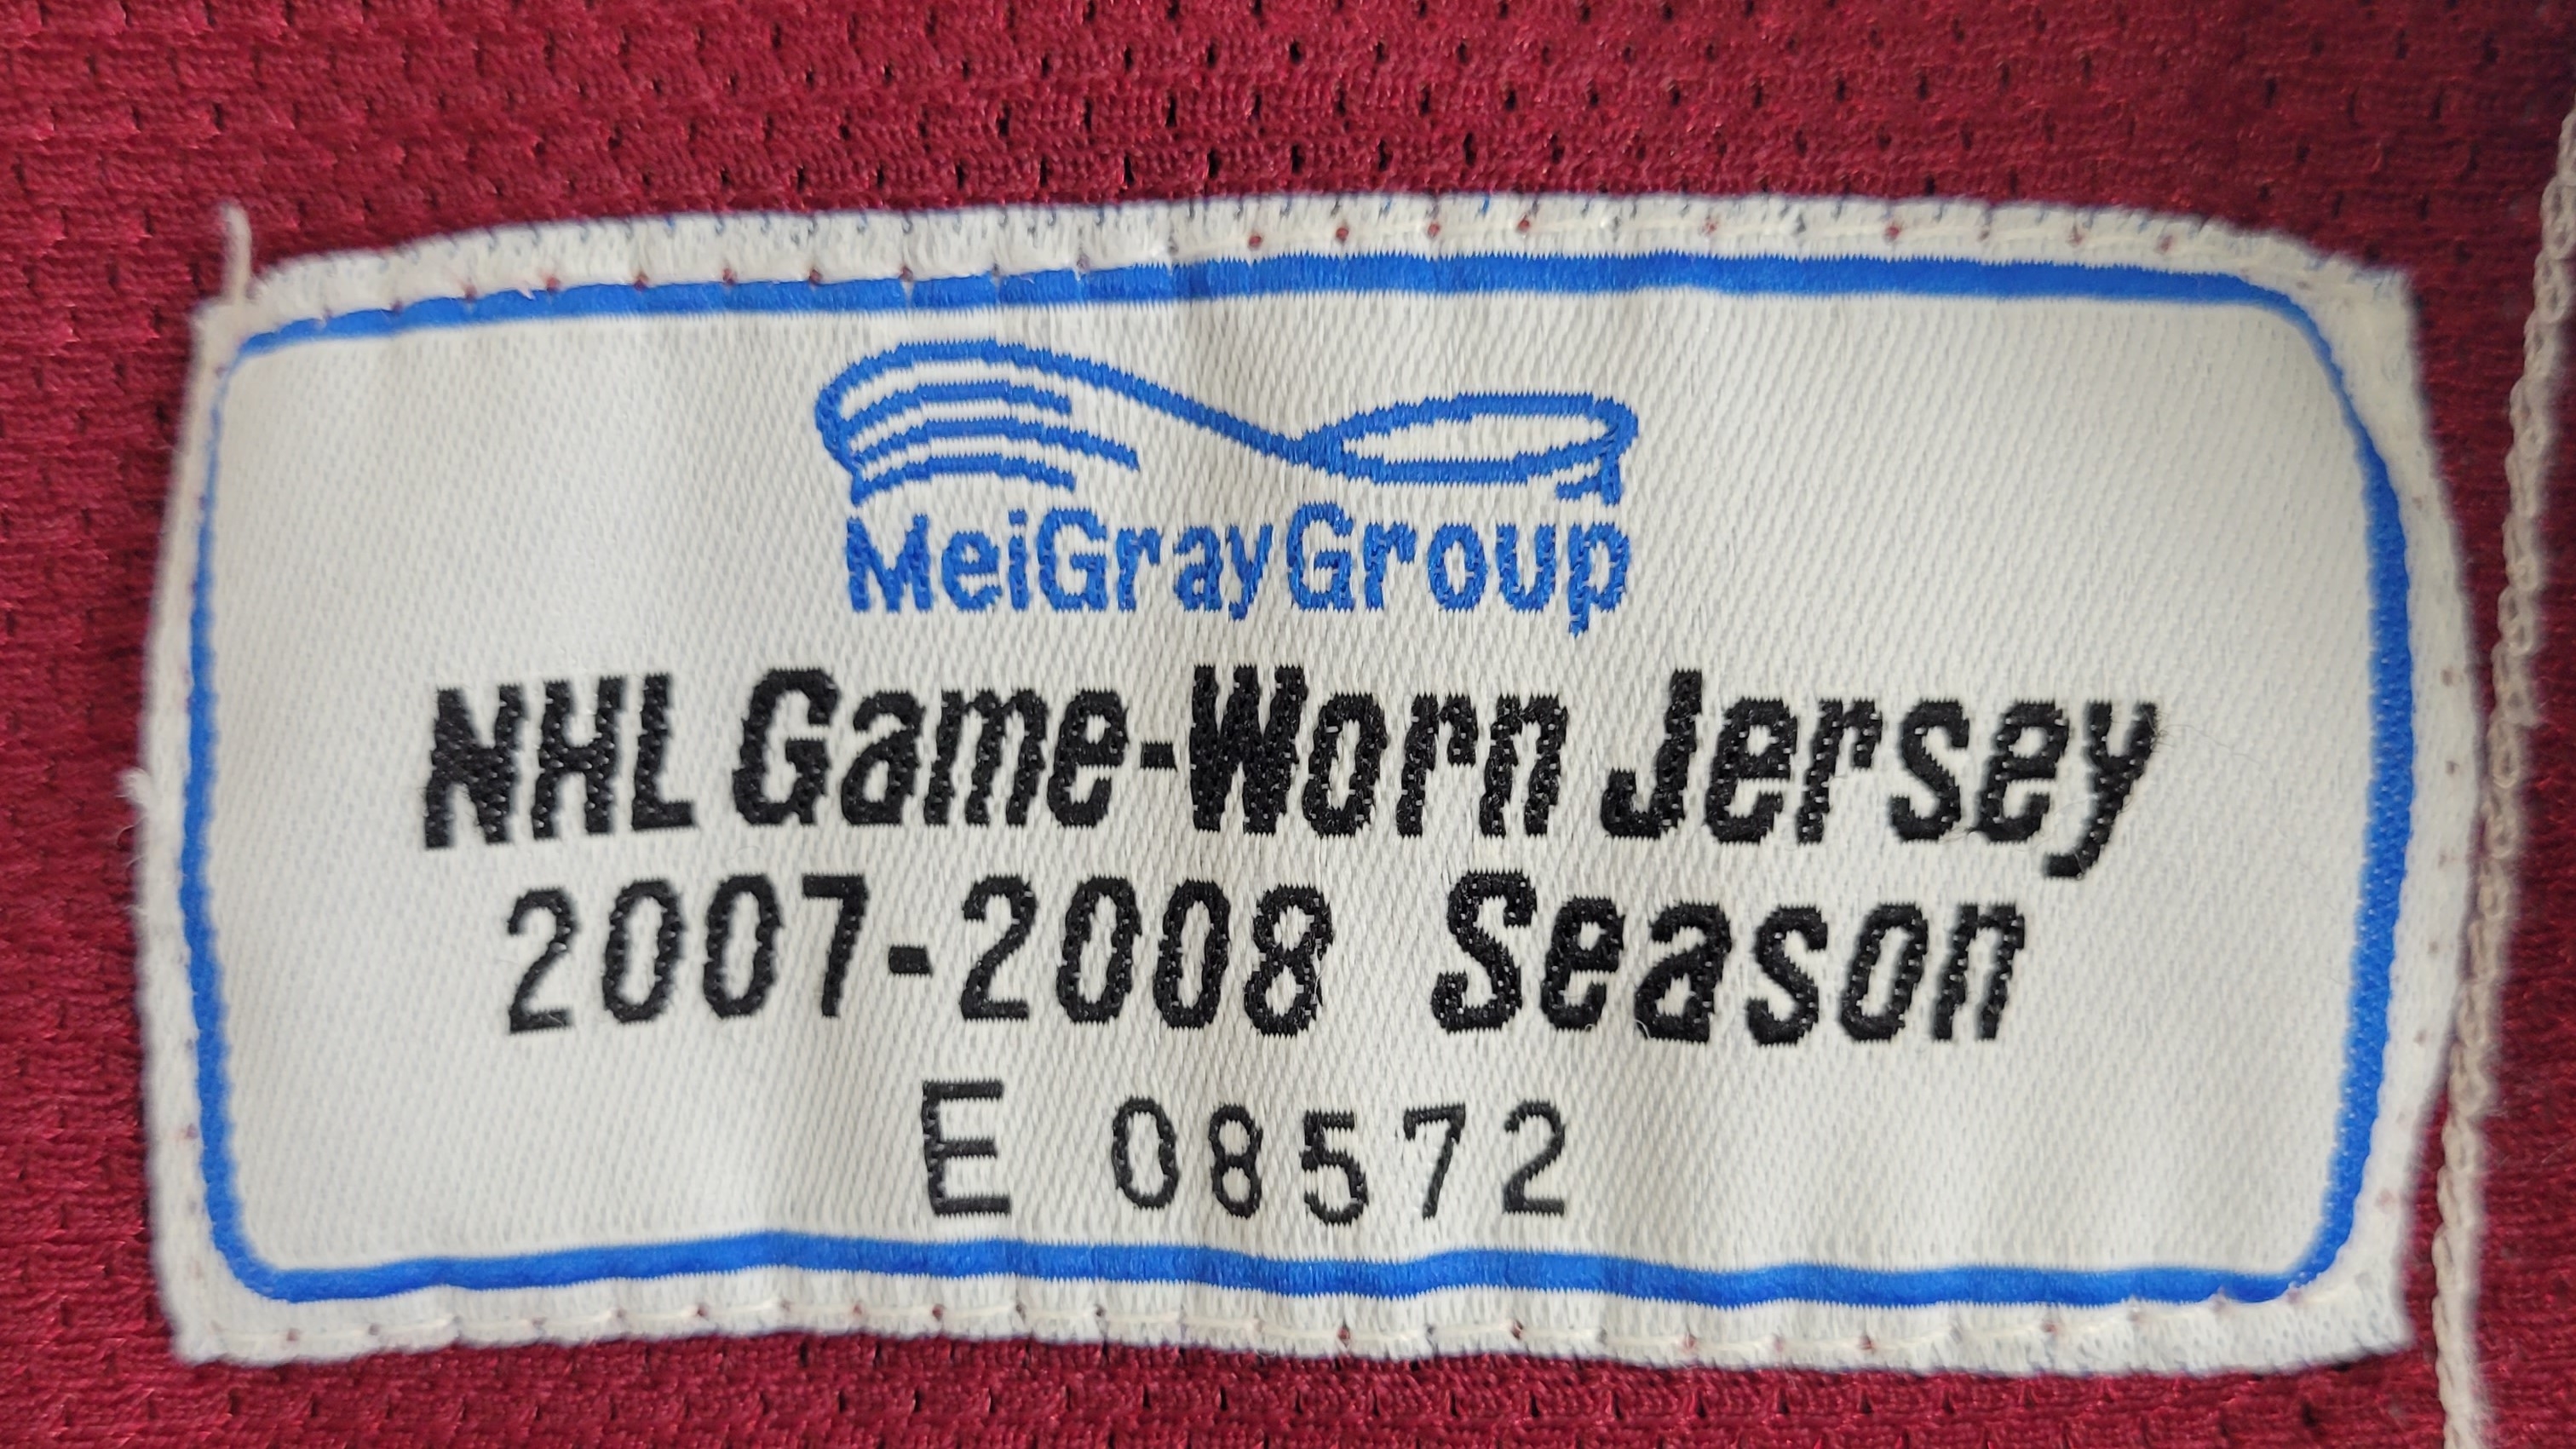 MeiGrayGroup
NHL Game-Worn Jersey
2007-2008 Season
E 08572